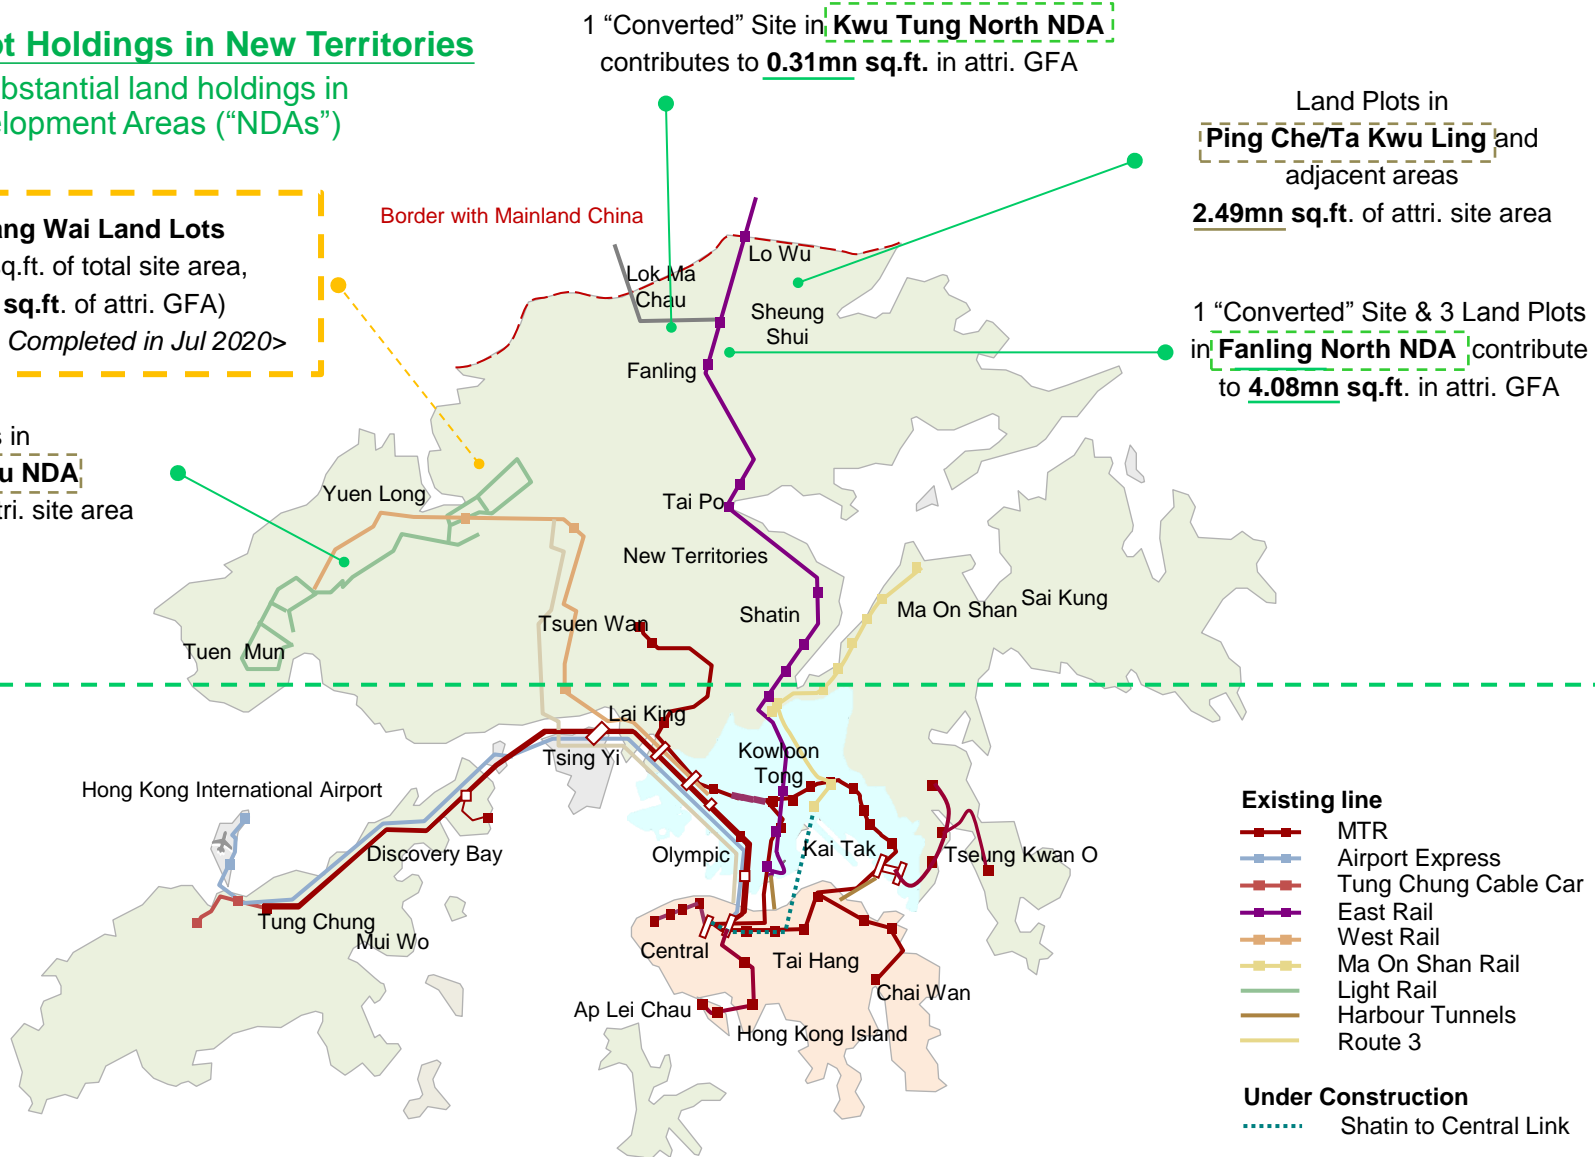 Holdings in New Territories
land holdings in
Areas (“NDAs”)
1 “Converted” Site in Kwu Tung North NDA
contributes to 0.31mn sq.ft. in attri. GFA
Land Plots in
Ping Che/Ta Kwu Ling and
adjacent areas
2.49mn sq.ft. of attri. site area
1 “Converted” Site & 3 Land Plots
in Fanling North NDA contribute
to 4.08mn sq.ft. in attri. GFA
Wai Land Lots
sq.ft. of total site area,
sq.ft. of attri. GFA)
Completed in Jul 2020>
in
NDA
site area
Border with Mainland China
Lo Wu
Lok Ma
Chau
Sheung
Shui
Fanling
Yuen Long
Tai Po
New Territories
Shatin
Ma On Shan
Sai Kung
Tsuen Wan
Tuen Mun
Lai King
Tsing Yi
Kowloon
Tong
Hong Kong International Airport
Discovery Bay
Olympic
Kai Tak
Tseung Kwan O
Tung Chung
Mui Wo
Central
Tai Hang
Chai Wan
Ap Lei Chau
Hong Kong Island
Existing line
MTR
Airport Express
Tung Chung Cable Car
East Rail
West Rail
Ma On Shan Rail
Light Rail
Harbour Tunnels
Route 3
Under Construction
Shatin to Central Link